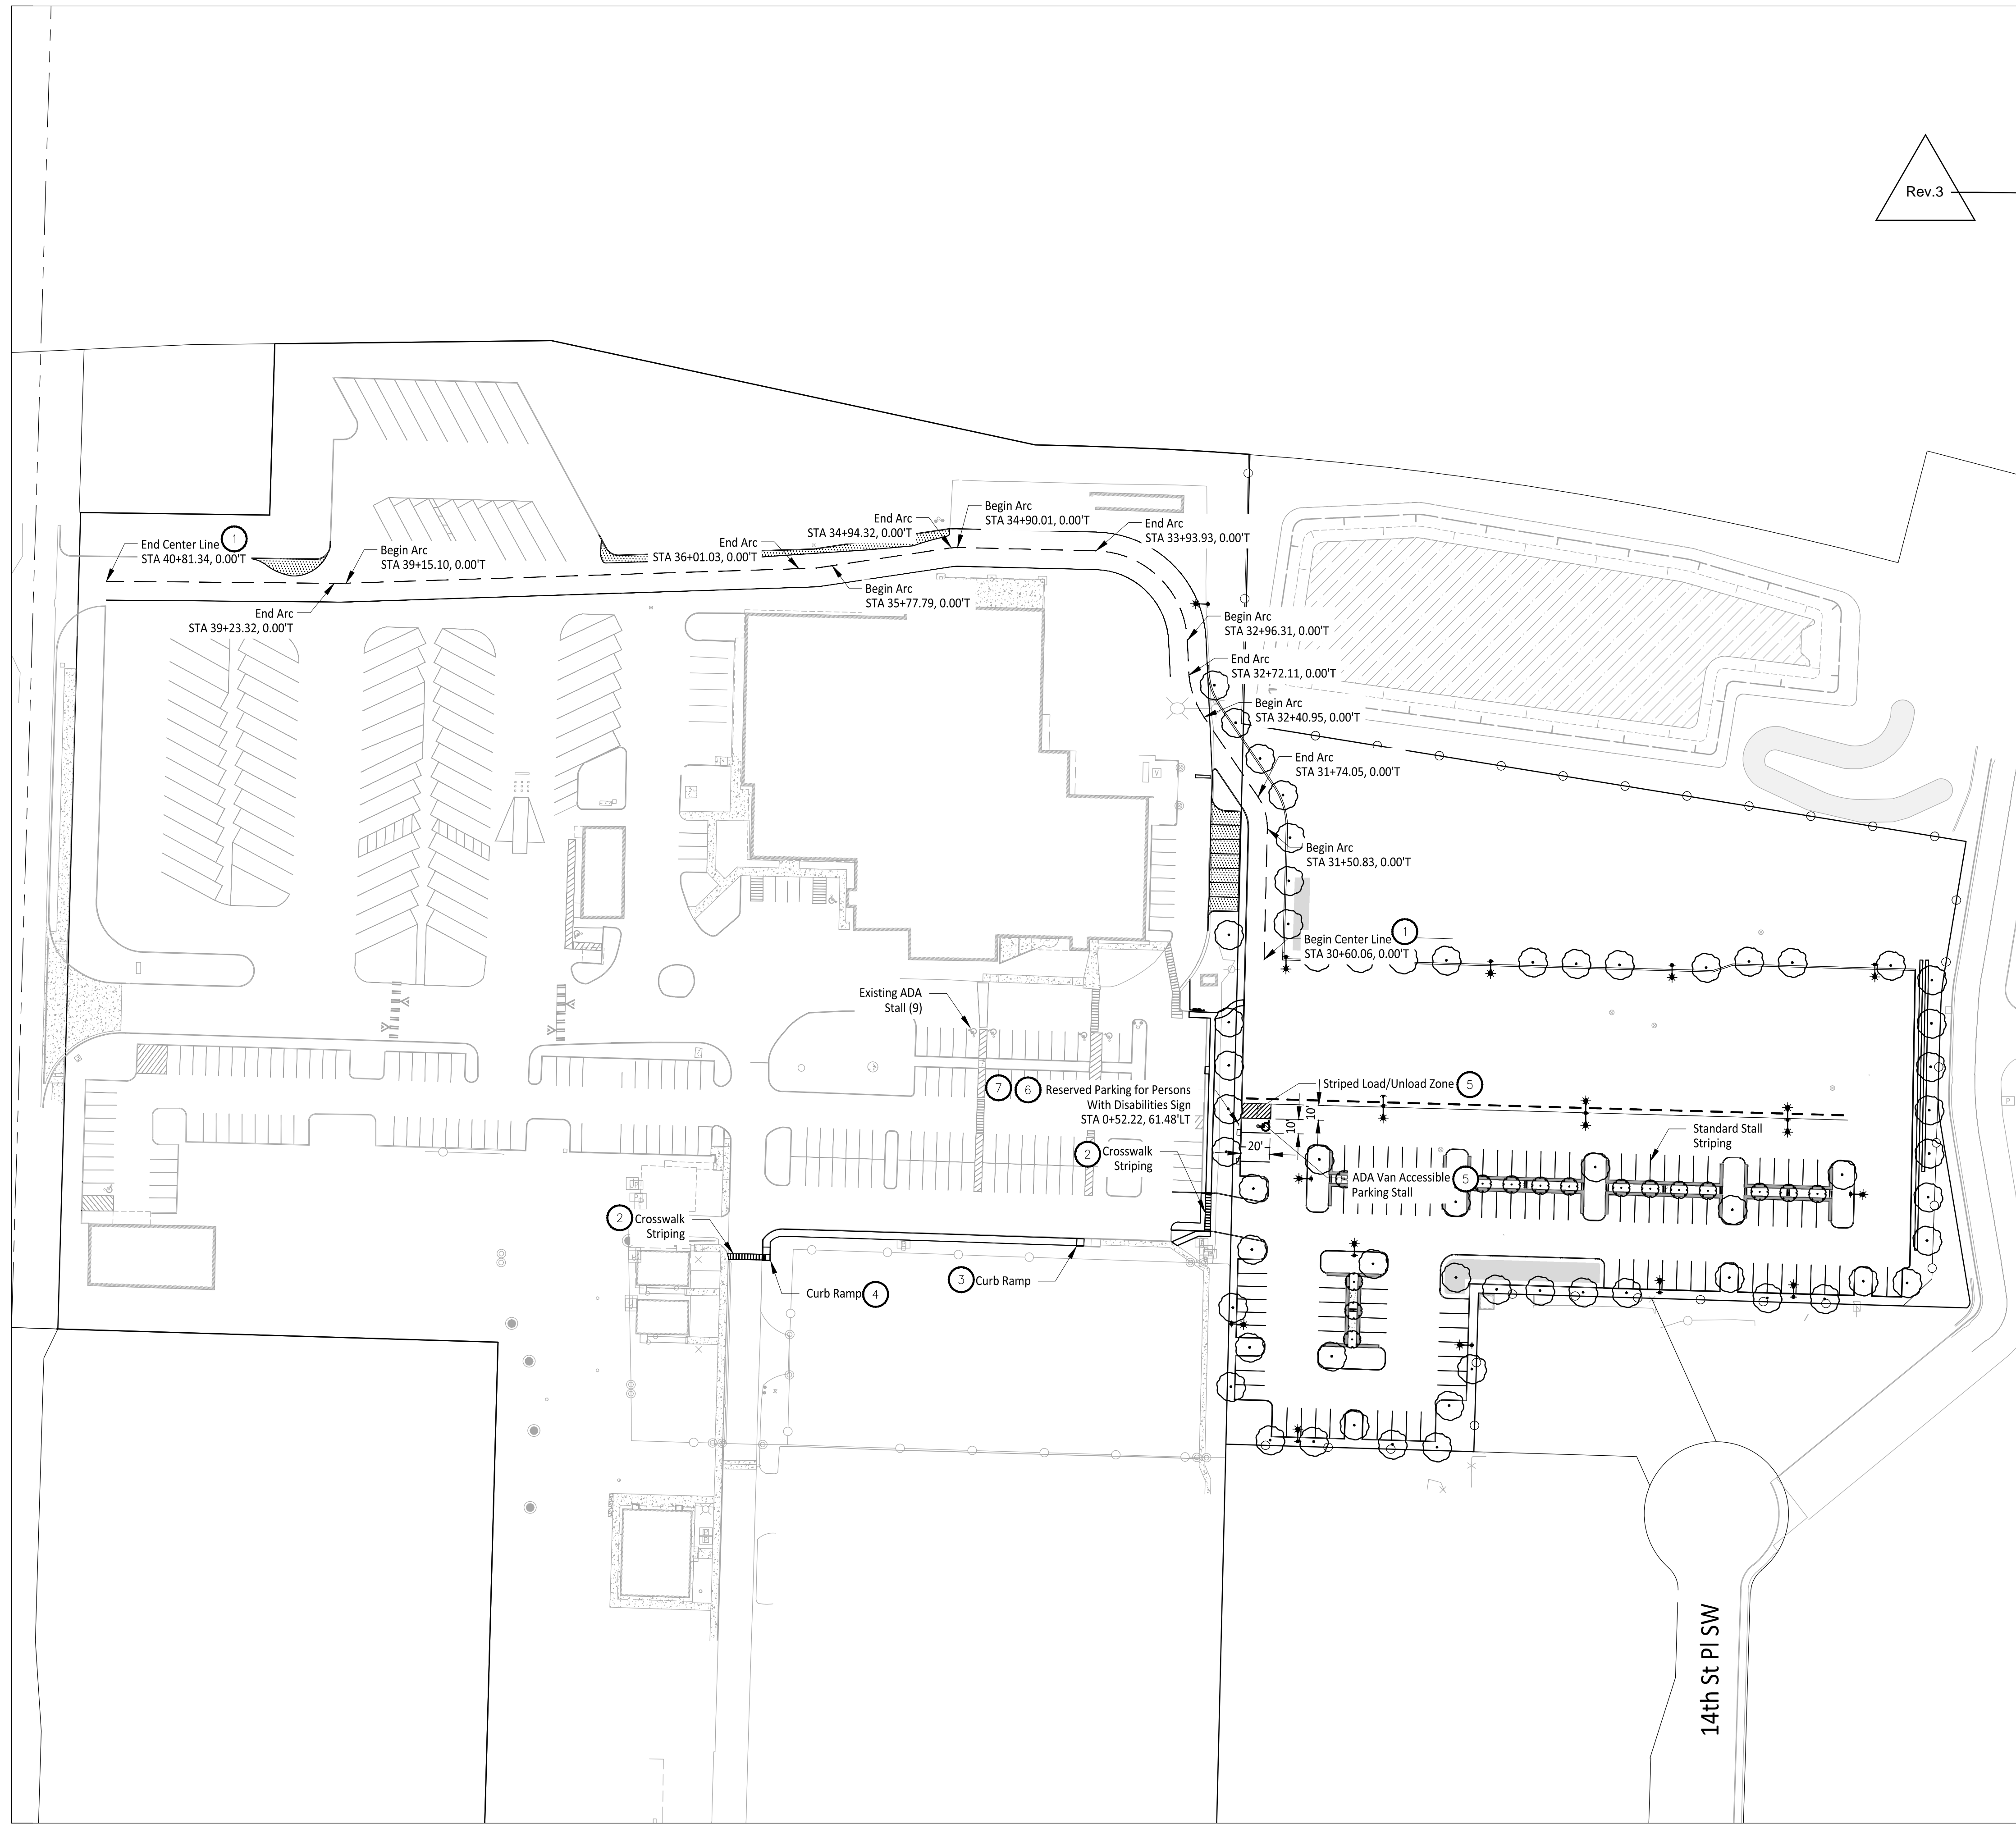 Rev.3
End Center Line 1
STA 40+81.34, 0.00'T
Begin Arc
STA 39+15.10, 0.00'T
End Arc
STA 39+23.32, 0.00'T
End Arc
STA 36+01.03, 0.00'T
End Arc
STA 34+94.32, 0.00'T
Begin Arc
STA 34+90.01, 0.00'T
End Arc
STA 33+93.93, 0.00'T
Begin Arc
STA 35+77.79, 0.00'T
Begin Arc
STA 32+96.31, 0.00'T
End Arc
STA 32+72.11, 0.00'T
Begin Arc
STA 32+40.95, 0.00'T
End Arc
STA 31+74.05, 0.00'T
Begin Arc
STA 31+50.83, 0.00'T
Begin Center Line 1
STA 30+60.06, 0.00'T
Existing ADA
Stall (9)
7 6 Reserved Parking for Persons
With Disabilities Sign
STA 0+52.22, 61.48'LT
Striped Load/Unload Zone 5
10'
10'
20'
Standard Stall
Striping
2 Crosswalk
Striping
ADA Van Accessible 5
Parking Stall
2 Crosswalk
Striping
3 Curb Ramp
Curb Ramp 4
14th St Pl SW